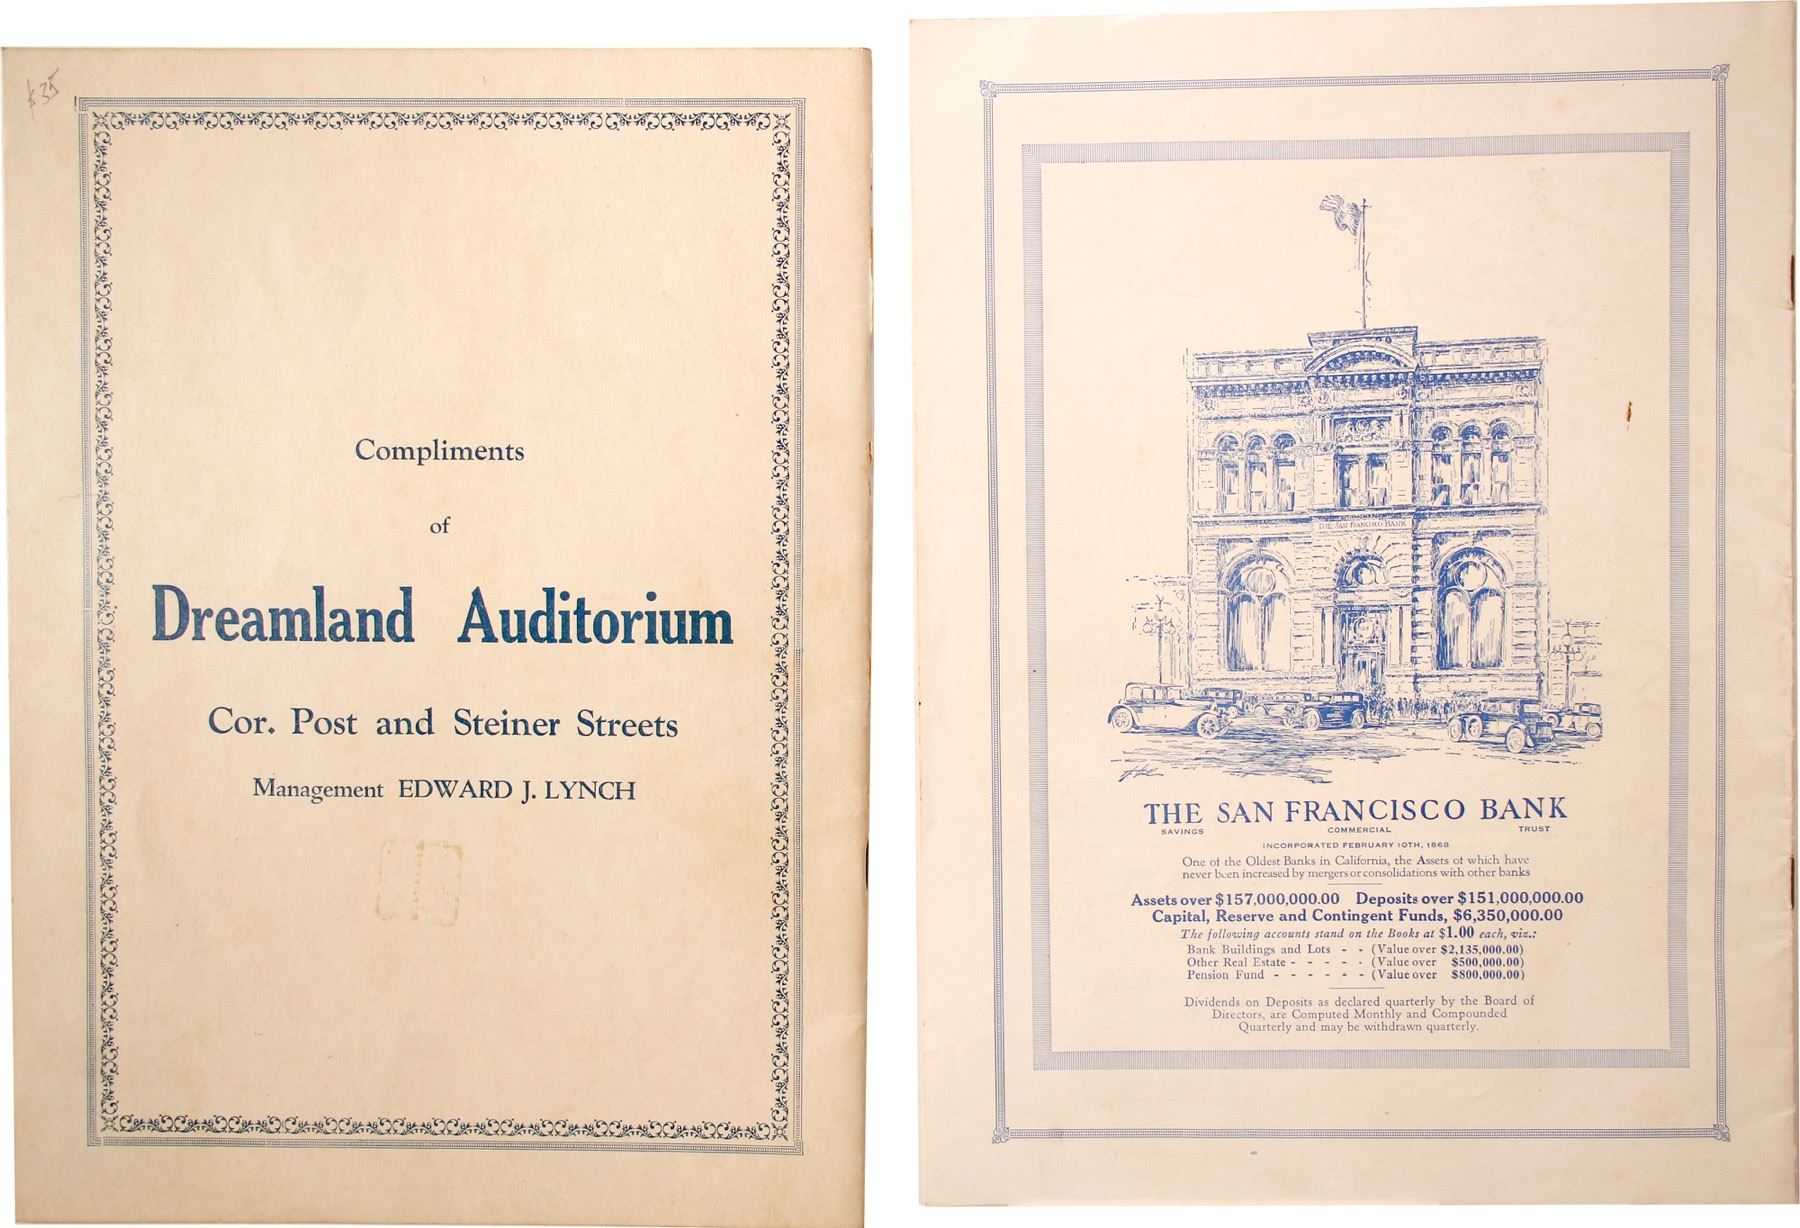 $35
Compliments
of
Dreamland Auditorium
Cor. Post and Steiner Streets
Management EDWARD J. LYNCH
THE SAN FRANCISCO BANK
THE SAN FRANCISCO BANK
SAVINGS COMMERCIAL TRUST
INCORPORATED FEBRUARY 10TH, 1868
One of the Oldest Banks in California, the Assets of which have
never been increased by mergers or consolidations with other banks
Assets over $157,000,000.00 Deposits over $151,000,000.00
Capital, Reserve and Contingent Funds, $6,350,000.00
The following accounts stand on the Books at $1.00 each, viz.:
Bank Buildings and Lots - - (Value over $2,135,000.00)
Other Real Estate - - - - - (Value over $500,000.00)
Pension Fund - - - - - - (Value over $800,000.00)
Dividends on Deposits as declared quarterly by the Board of
Directors, are Computed Monthly and Compounded
Quarterly and may be withdrawn quarterly.